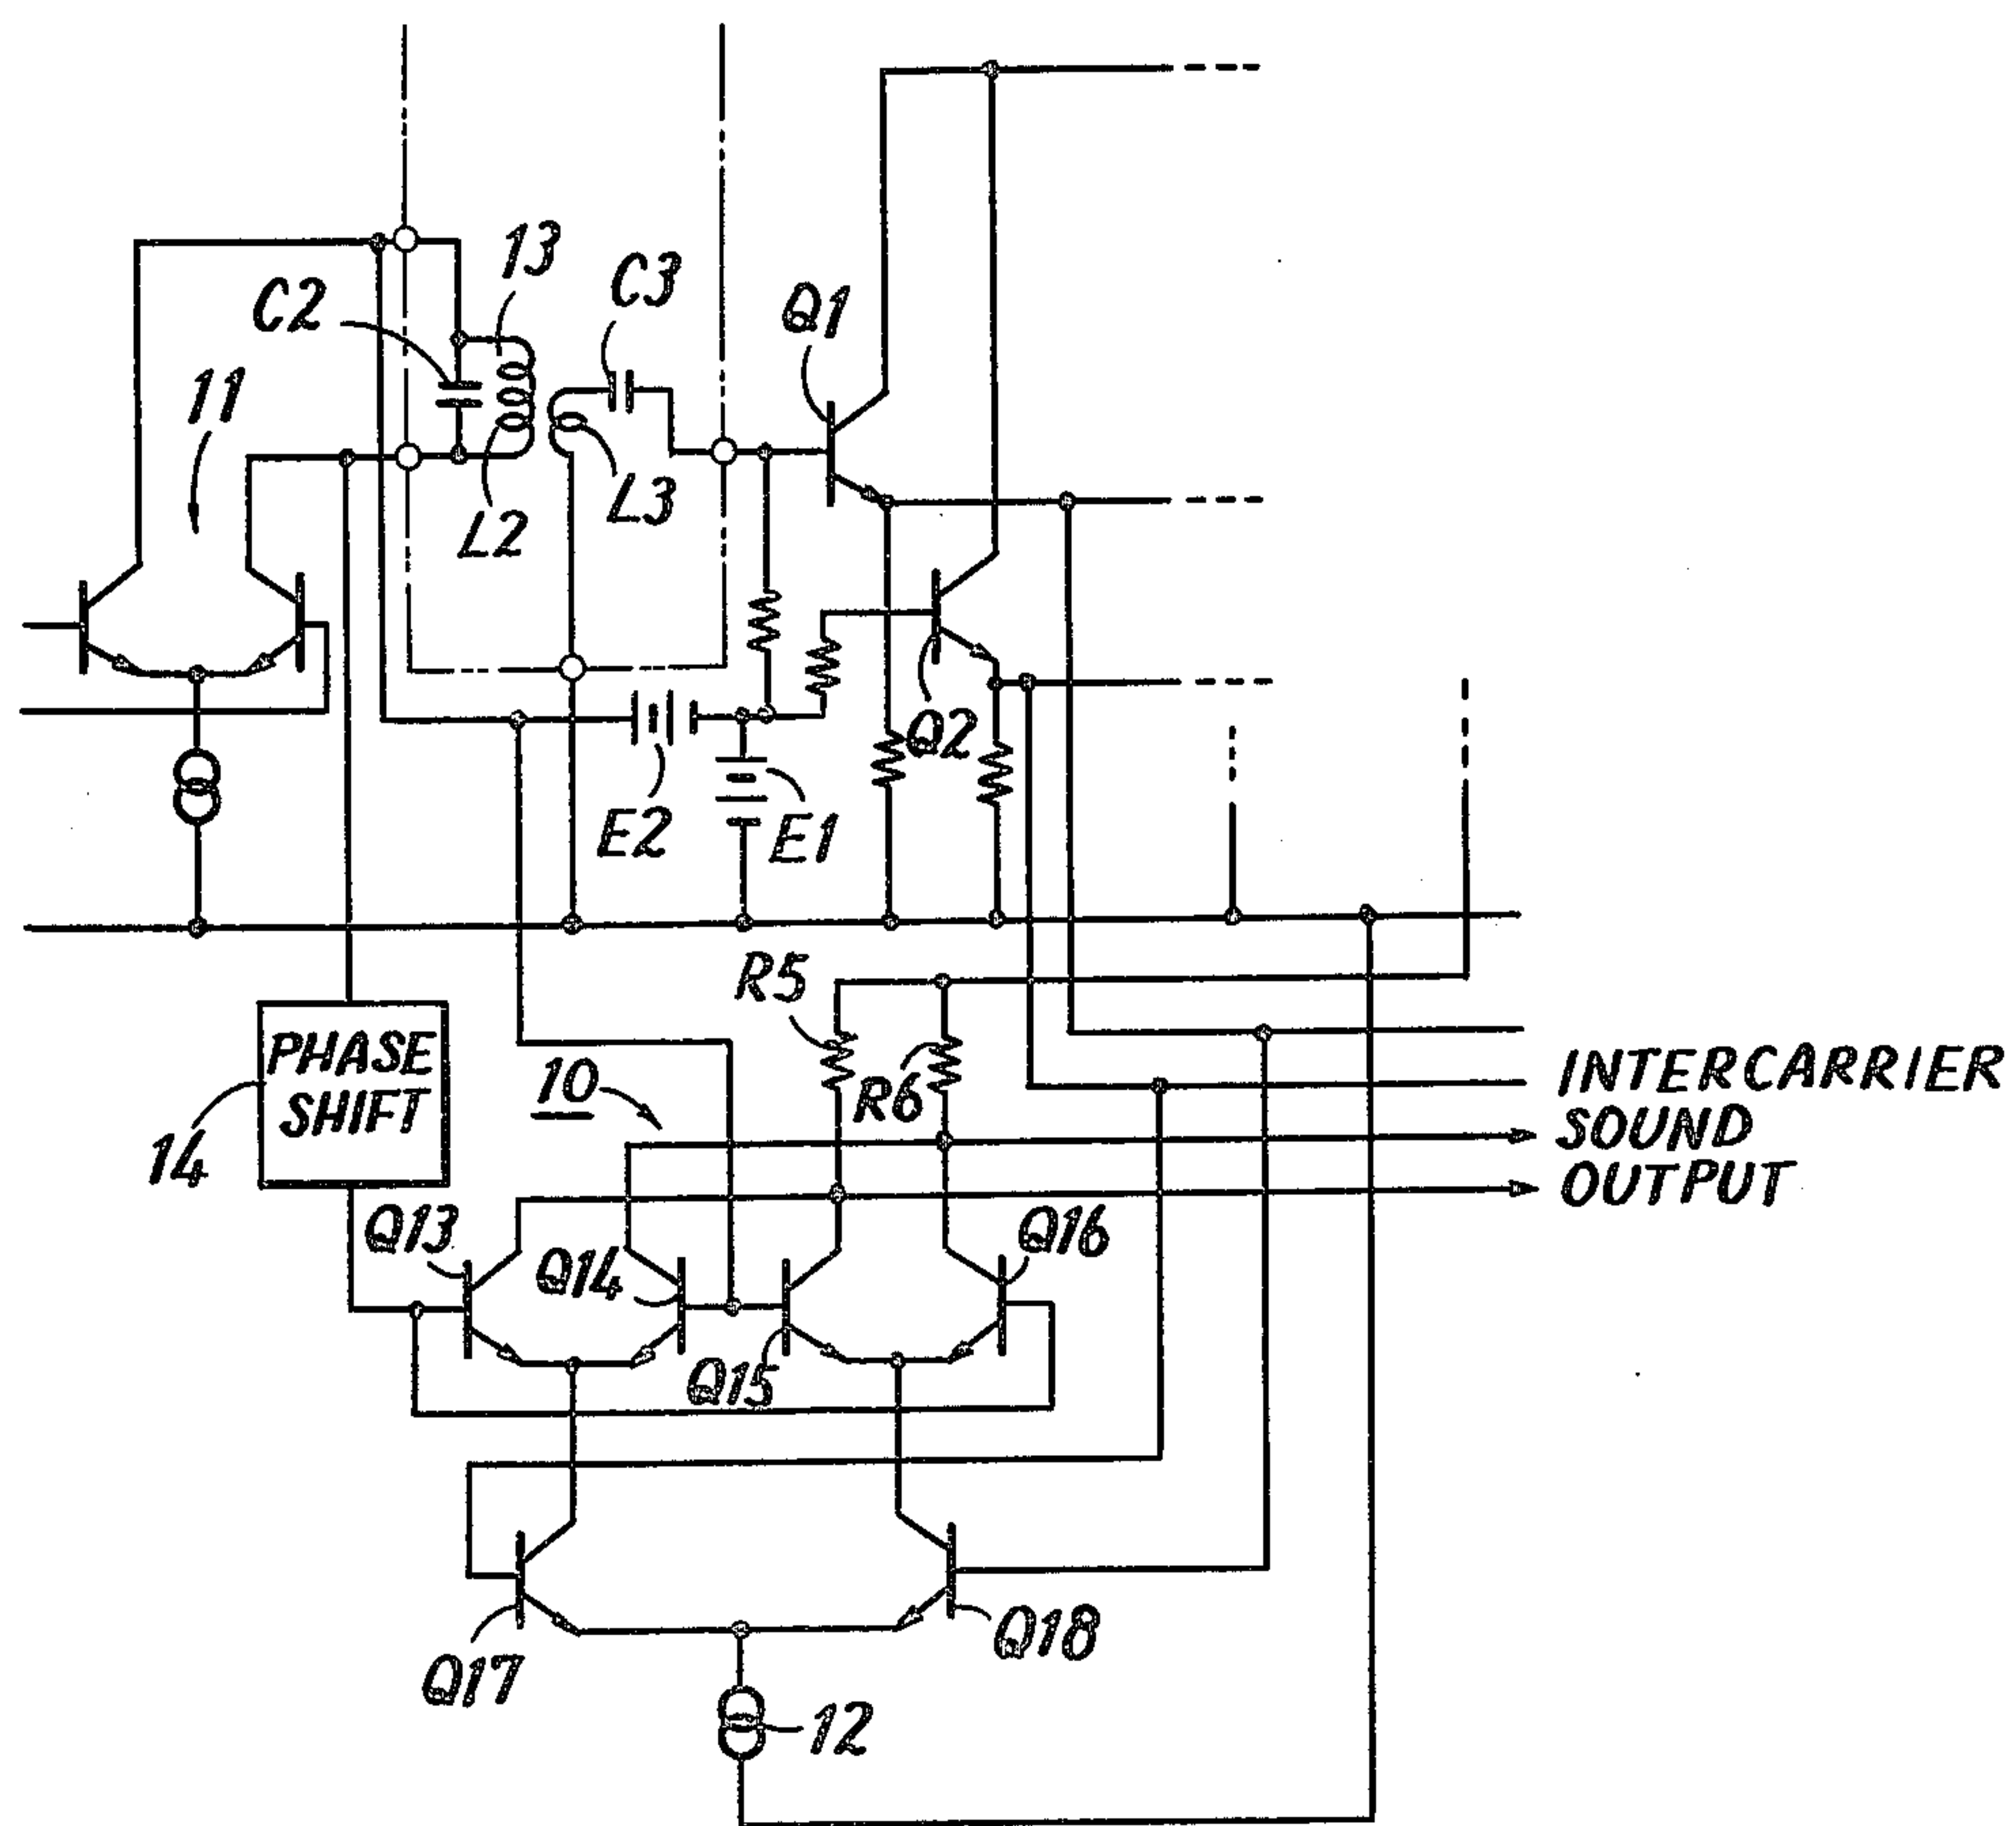 13
C2
C3
Q1
11
L2
L3
Q2
E2
E1
R5
PHASE
SHIFT
14
10
R6
INTERCARRIER
SOUND
OUTPUT
Q13
Q14
Q16
Q15
Q17
Q18
12